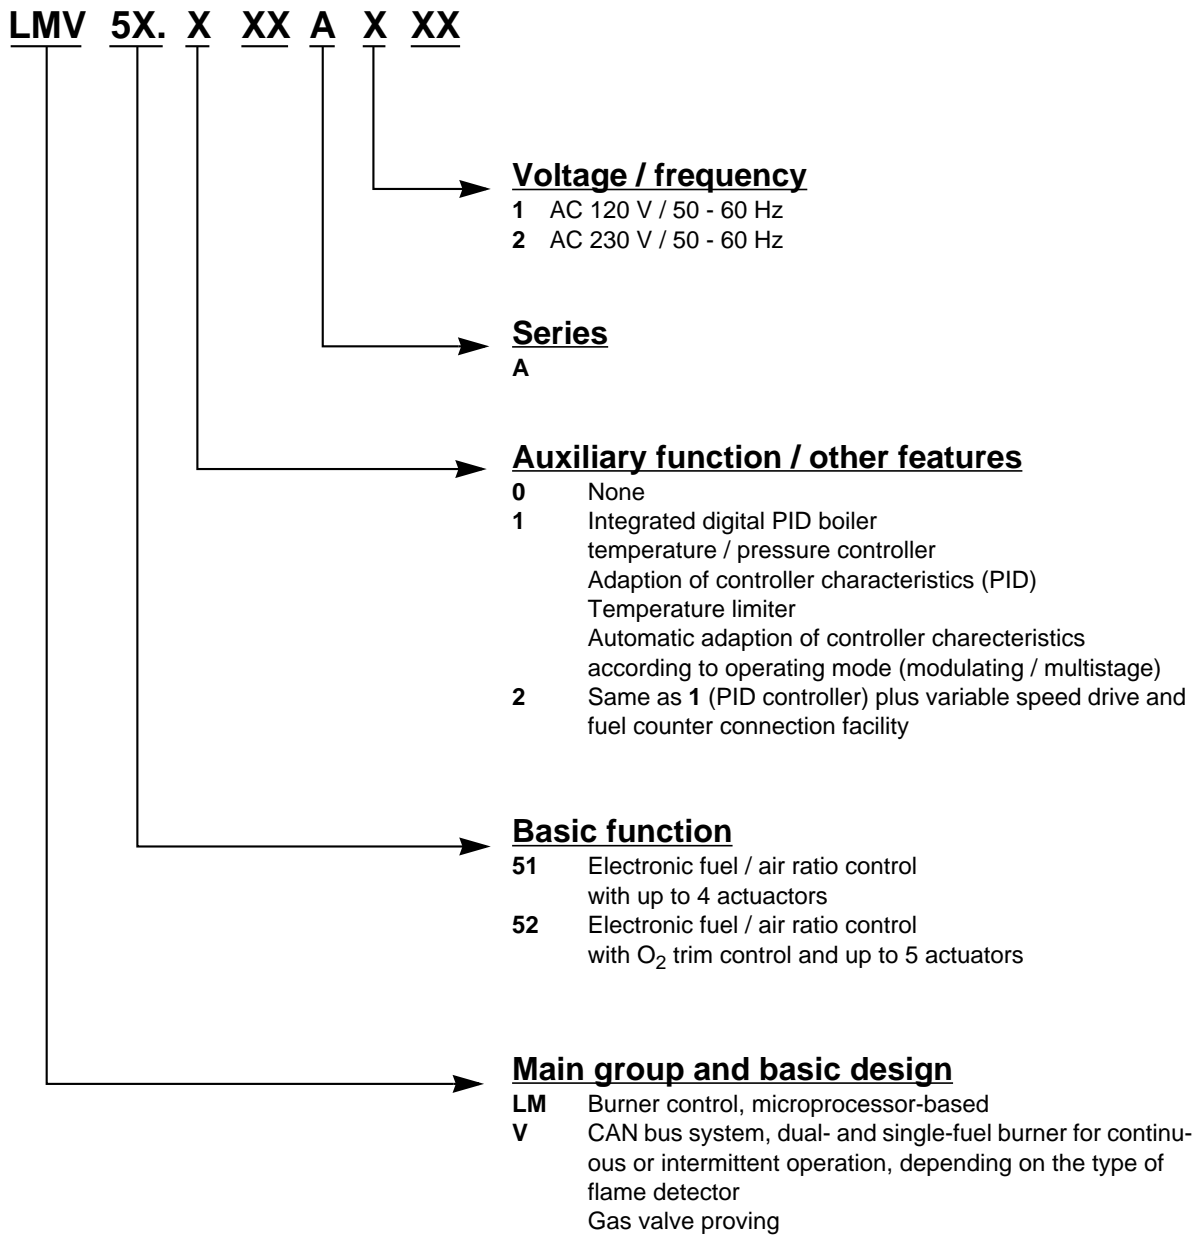 LMV 5X. X XX A X XX
Voltage / frequency
1 AC 120 V / 50 - 60 Hz
2 AC 230 V / 50 - 60 Hz
Series
A
Auxiliary function / other features
0 None
1 Integrated digital PID boiler
temperature / pressure controller
Adaption of controller characteristics (PID)
Temperature limiter
Automatic adaption of controller charecteristics
according to operating mode (modulating / multistage)
2 Same as 1 (PID controller) plus variable speed drive and
fuel counter connection facility
Basic function
51 Electronic fuel / air ratio control
with up to 4 actuactors
52 Electronic fuel / air ratio control
with O2 trim control and up to 5 actuators
Main group and basic design
LM Burner control, microprocessor-based
V CAN bus system, dual- and single-fuel burner for continu-
ous or intermittent operation, depending on the type of
flame detector
Gas valve proving